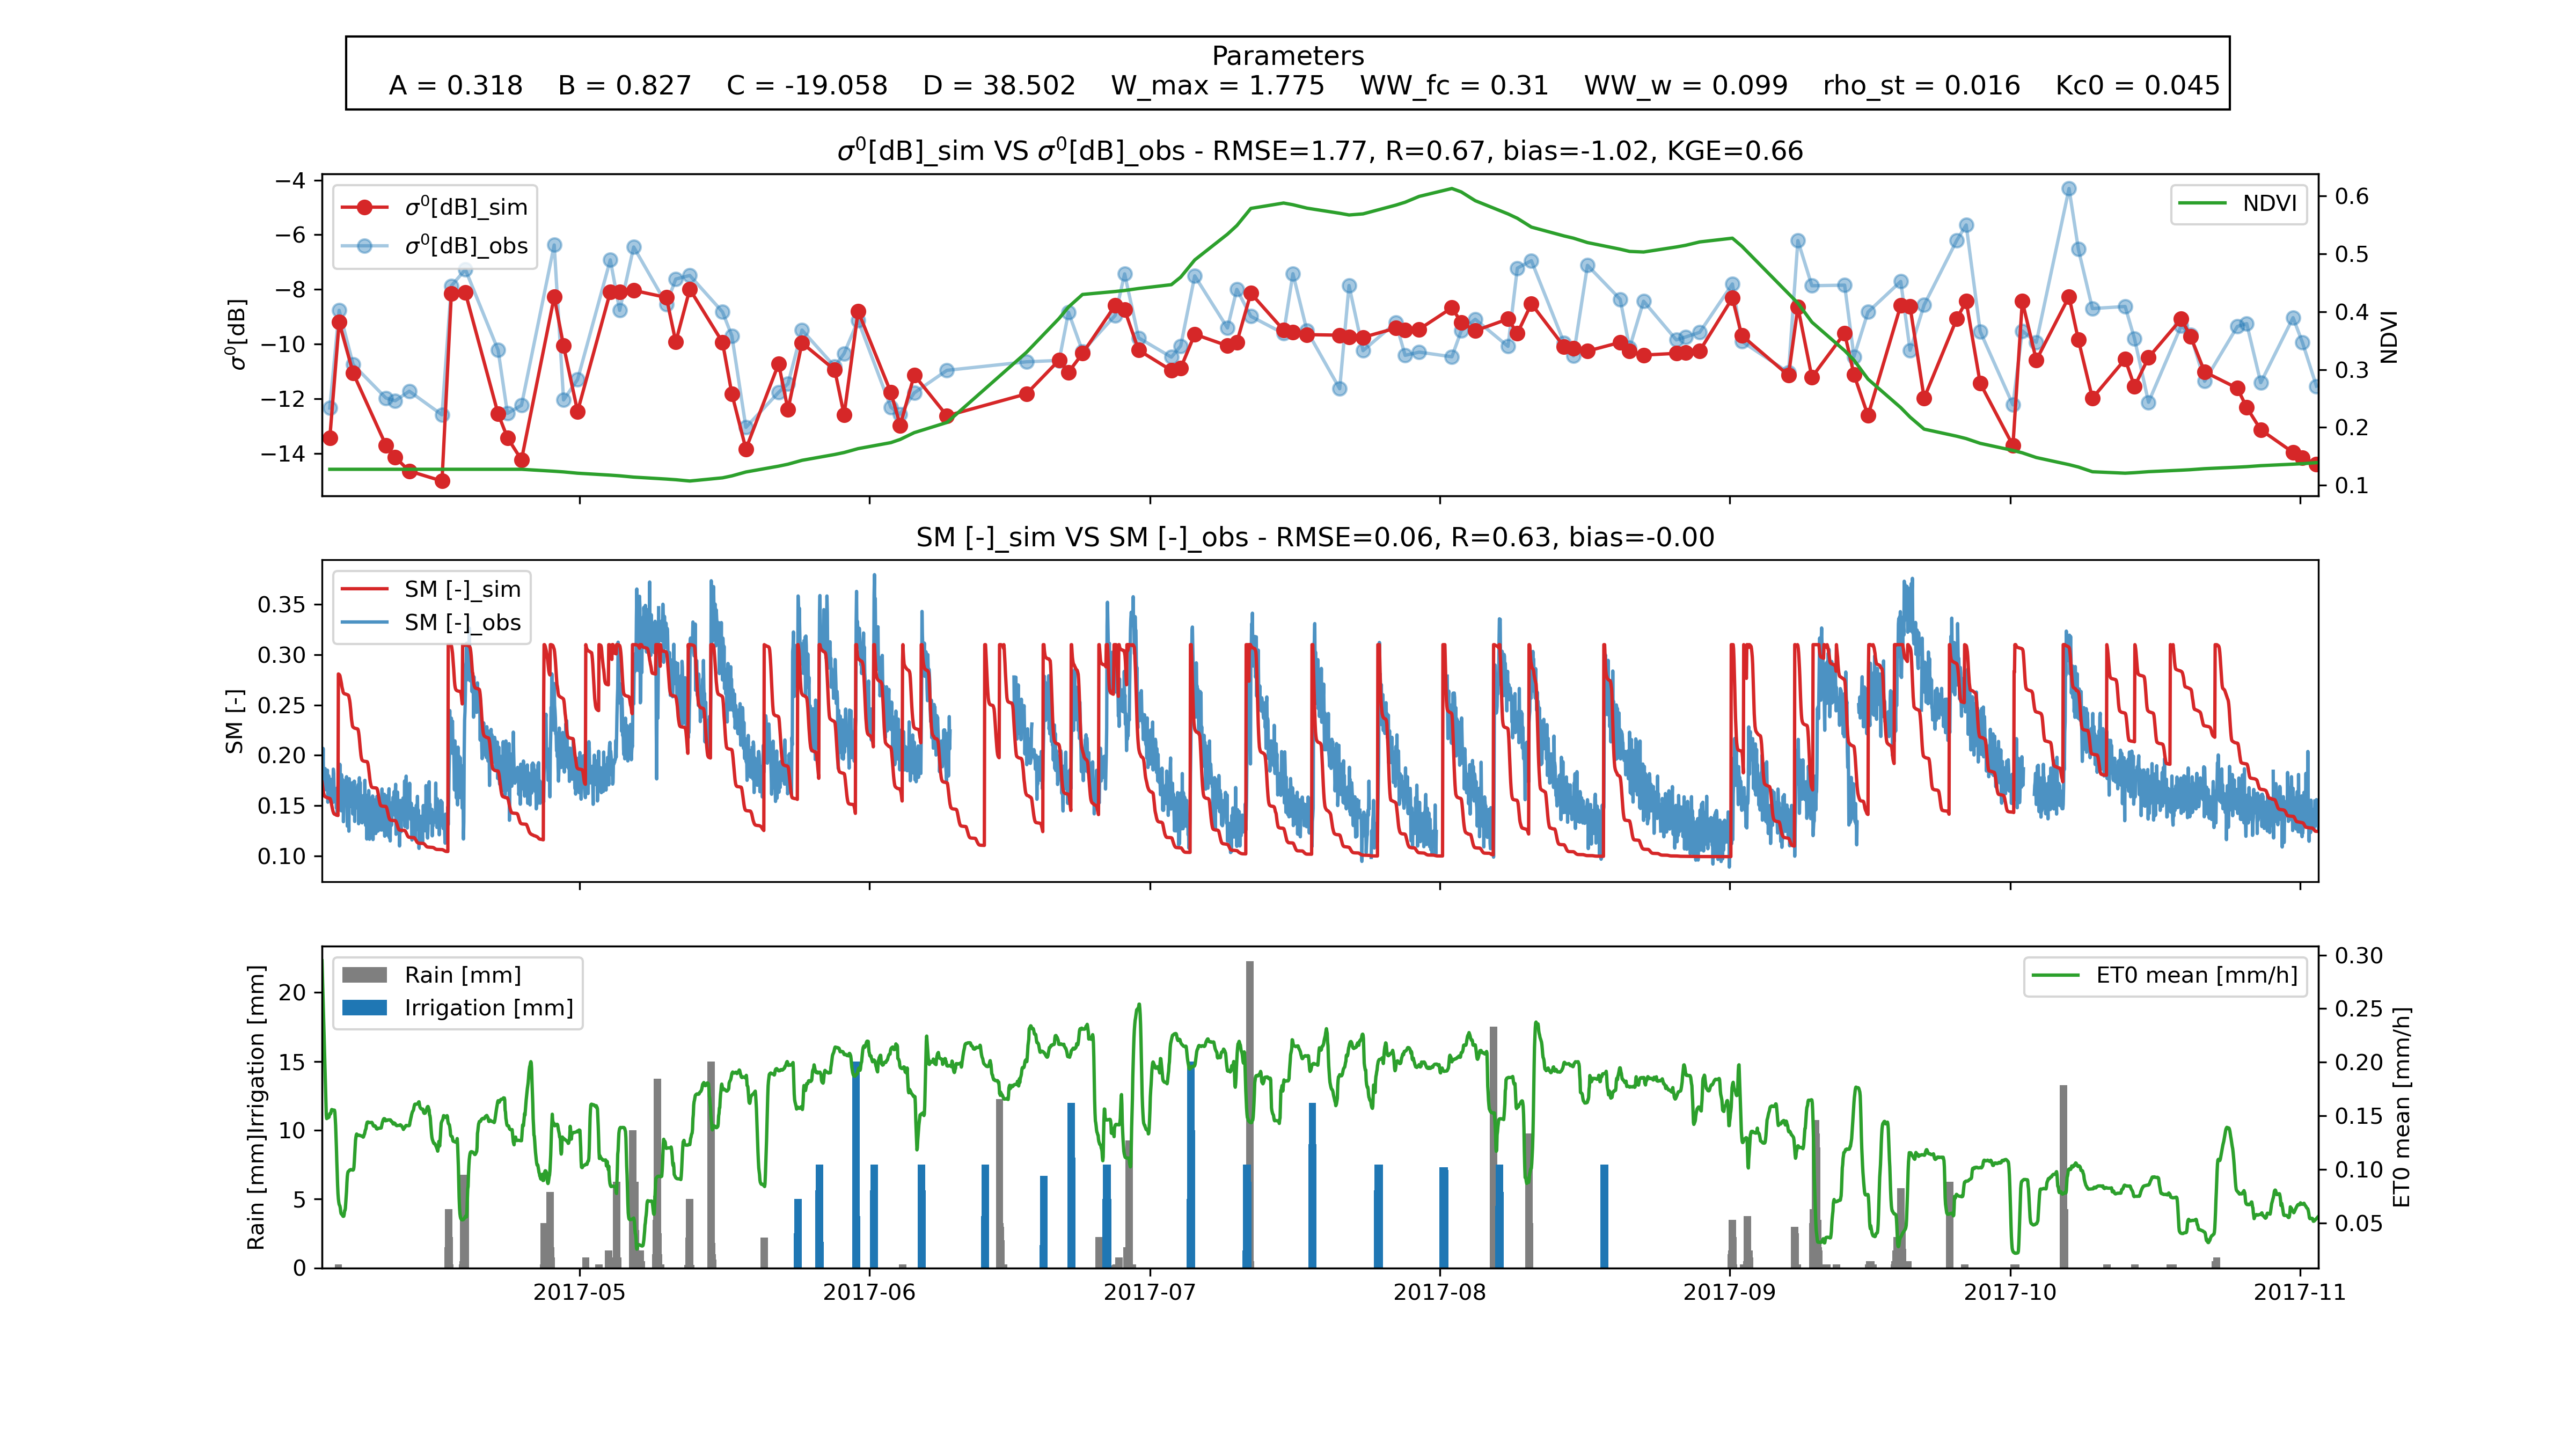 Parameters
A = 0.318 B = 0.827 C = -19.058 D = 38.502 W_max = 1.775 WW_fc = 0.31 WW_w = 0.099 rho_st = 0.016 Kc0 = 0.045
σ⁰[dB]_sim VS σ⁰[dB]_obs - RMSE=1.77, R=0.67, bias=-1.02, KGE=0.66
σ⁰[dB]_sim
σ⁰[dB]_obs
NDVI
−4
−6
−8
−10
−12
−14
σ⁰[dB]
0.6
0.5
0.4
0.3
0.2
0.1
NDVI
SM [-]_sim VS SM [-]_obs - RMSE=0.06, R=0.63, bias=-0.00
SM [-]_sim
SM [-]_obs
0.35
0.30
0.25
0.20
0.15
0.10
SM [-]
Rain [mm]
Irrigation [mm]
ET0 mean [mm/h]
20
15
10
5
0
Rain [mm]Irrigation [mm]
0.30
0.25
0.20
0.15
0.10
0.05
ET0 mean [mm/h]
2017-05 2017-06 2017-07 2017-08 2017-09 2017-10 2017-11